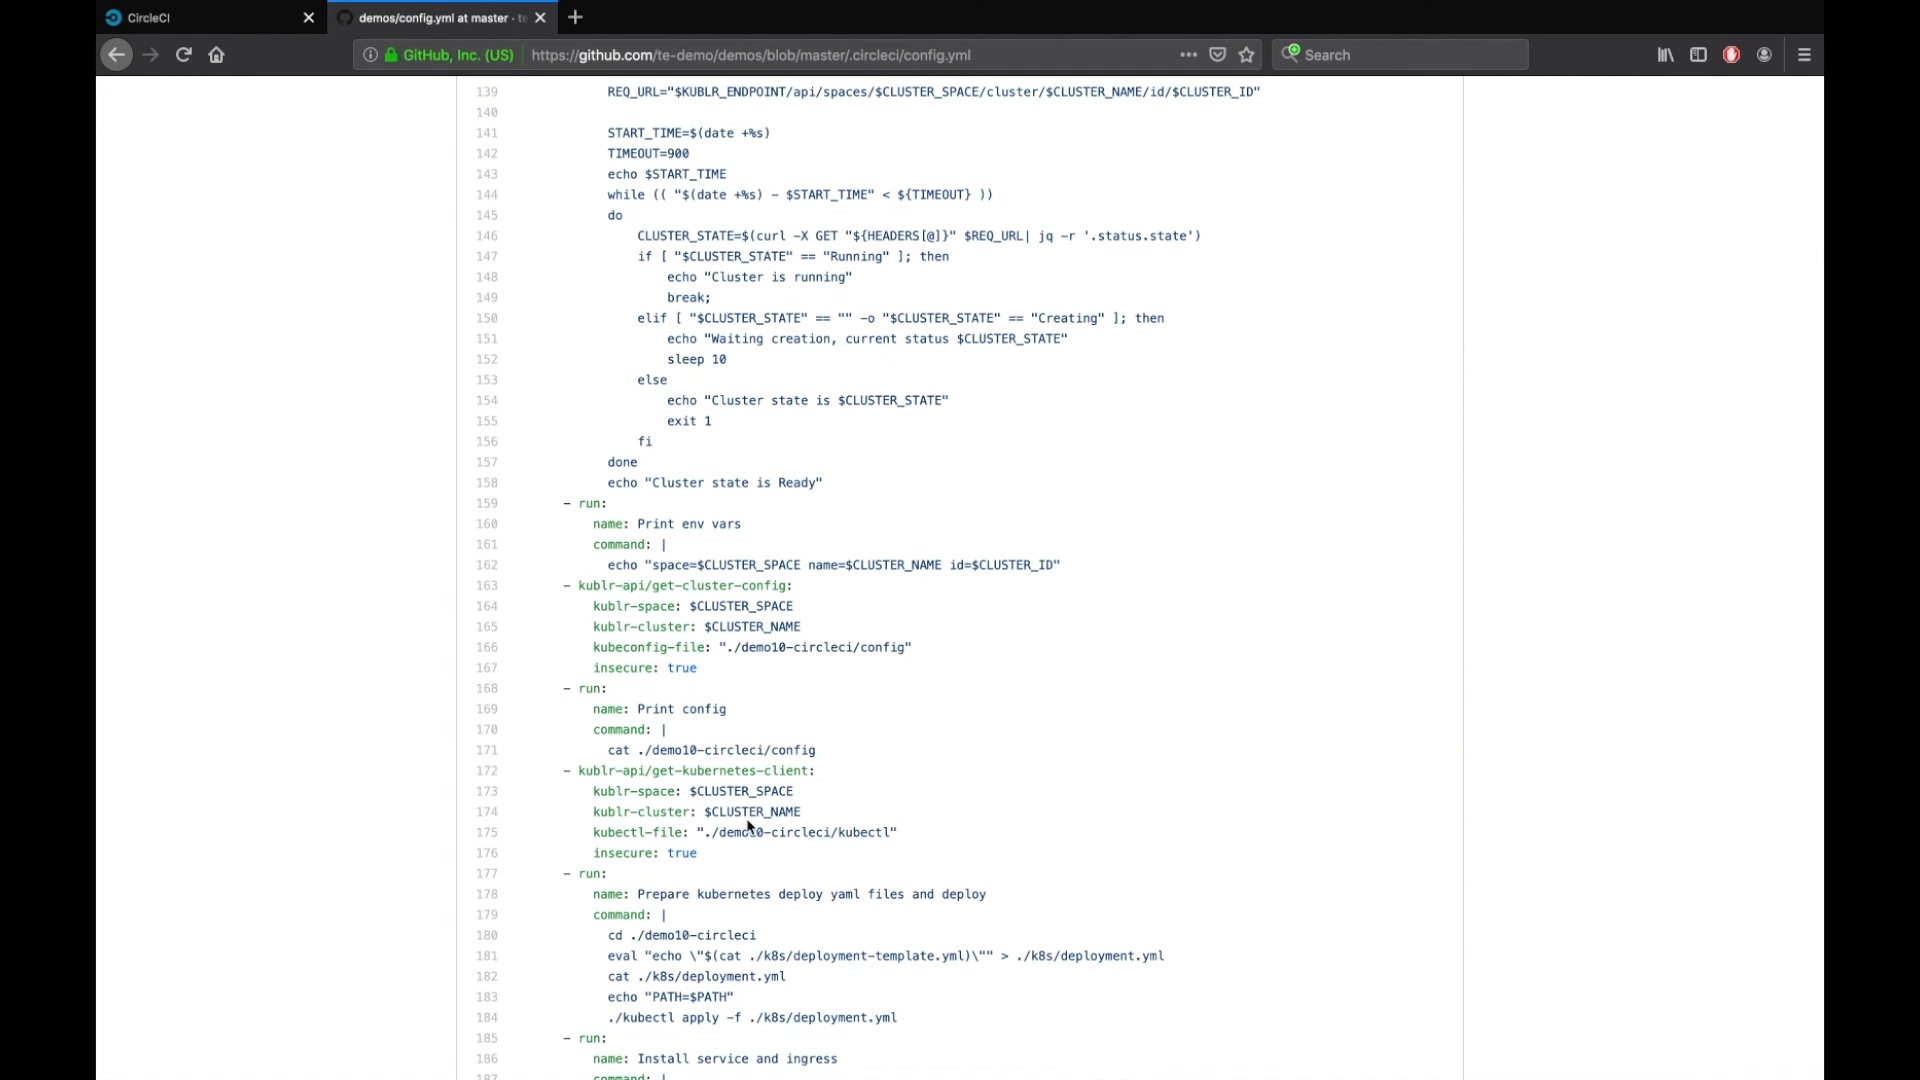 CircleCI
demos/config.yml at master · te
GitHub, Inc. (US)
https://github.com/te-demo/demos/blob/master/.circleci/config.yml
Search
139 REQ_URL="$KUBLR_ENDPOINT/api/spaces/$CLUSTER_SPACE/cluster/$CLUSTER_NAME/id/$CLUSTER_ID"
140
141 START_TIME=$(date +%s)
142 TIMEOUT=900
143 echo $START_TIME
144 while (( "$(date +%s) - $START_TIME" < ${TIMEOUT} ))
145 do
146 CLUSTER_STATE=$(curl -X GET "${HEADERS[@]}" $REQ_URL| jq -r '.status.state')
147 if [ "$CLUSTER_STATE" == "Running" ]; then
148 echo "Cluster is running"
149 break;
150 elif [ "$CLUSTER_STATE" == "" -o "$CLUSTER_STATE" == "Creating" ]; then
151 echo "Waiting creation, current status $CLUSTER_STATE"
152 sleep 10
153 else
154 echo "Cluster state is $CLUSTER_STATE"
155 exit 1
156 fi
157 done
158 echo "Cluster state is Ready"
159 - run:
160 name: Print env vars
161 command: |
162 echo "space=$CLUSTER_SPACE name=$CLUSTER_NAME id=$CLUSTER_ID"
163 - kublr-api/get-cluster-config:
164 kublr-space: $CLUSTER_SPACE
165 kublr-cluster: $CLUSTER_NAME
166 kubeconfig-file: "./demo10-circleci/config"
167 insecure: true
168 - run:
169 name: Print config
170 command: |
171 cat ./demo10-circleci/config
172 - kublr-api/get-kubernetes-client:
173 kublr-space: $CLUSTER_SPACE
174 kublr-cluster: $CLUSTER_NAME
175 kubectl-file: "./demo10-circleci/kubectl"
176 insecure: true
177 - run:
178 name: Prepare kubernetes deploy yaml files and deploy
179 command: |
180 cd ./demo10-circleci
181 eval "echo \"$(cat ./k8s/deployment-template.yml)\"" > ./k8s/deployment.yml
182 cat ./k8s/deployment.yml
183 echo "PATH=$PATH"
184 ./kubectl apply -f ./k8s/deployment.yml
185 - run:
186 name: Install service and ingress
187 command: |